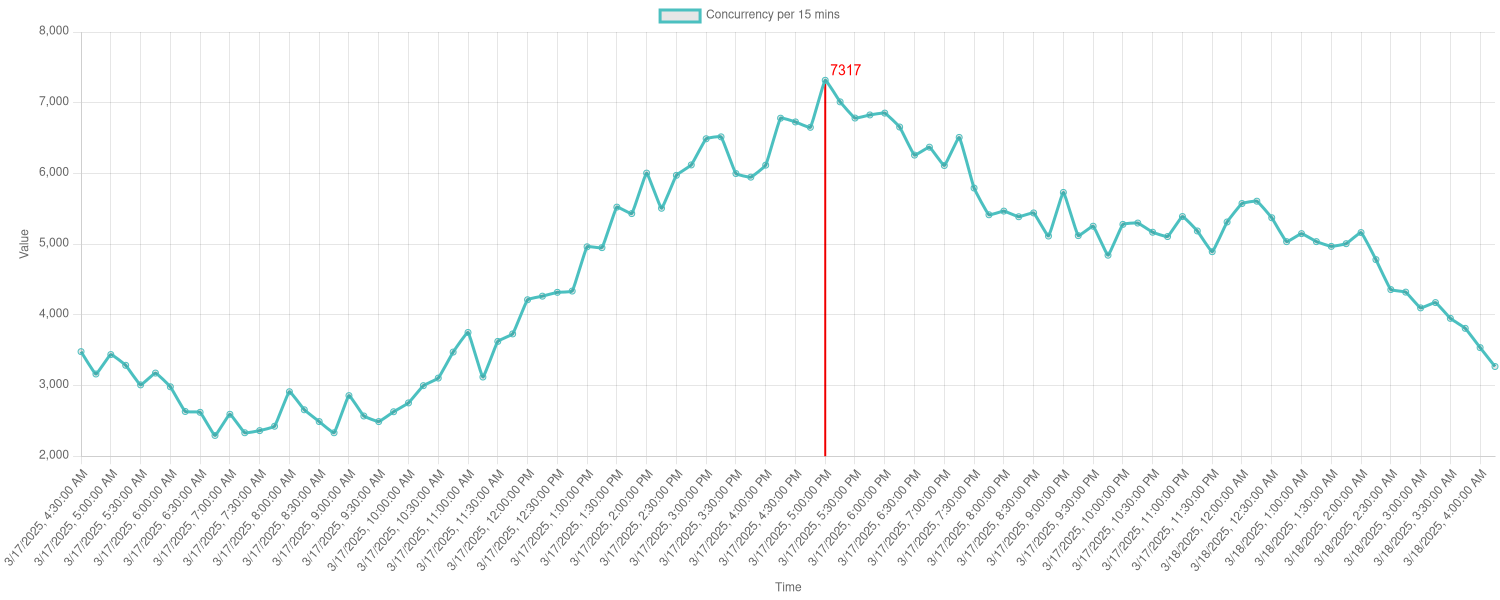 Concurrency per 15 mins
8,000
7,000
6,000
5,000
4,000
3,000
2,000
Value
7317
3/17/2025, 4:30:00 AM
3/17/2025, 5:00:00 AM
3/17/2025, 5:30:00 AM
3/17/2025, 6:00:00 AM
3/17/2025, 6:30:00 AM
3/17/2025, 7:00:00 AM
3/17/2025, 7:30:00 AM
3/17/2025, 8:00:00 AM
3/17/2025, 8:30:00 AM
3/17/2025, 9:00:00 AM
3/17/2025, 9:30:00 AM
3/17/2025, 10:00:00 AM
3/17/2025, 10:30:00 AM
3/17/2025, 11:00:00 AM
3/17/2025, 11:30:00 AM
3/17/2025, 12:00:00 PM
3/17/2025, 12:30:00 PM
3/17/2025, 1:00:00 PM
3/17/2025, 1:30:00 PM
3/17/2025, 2:00:00 PM
3/17/2025, 2:30:00 PM
3/17/2025, 3:00:00 PM
3/17/2025, 3:30:00 PM
3/17/2025, 4:00:00 PM
3/17/2025, 4:30:00 PM
3/17/2025, 5:00:00 PM
3/17/2025, 5:30:00 PM
3/17/2025, 6:00:00 PM
3/17/2025, 6:30:00 PM
3/17/2025, 7:00:00 PM
3/17/2025, 7:30:00 PM
3/17/2025, 8:00:00 PM
3/17/2025, 8:30:00 PM
3/17/2025, 9:00:00 PM
3/17/2025, 9:30:00 PM
3/17/2025, 10:00:00 PM
3/17/2025, 10:30:00 PM
3/17/2025, 11:00:00 PM
3/17/2025, 11:30:00 PM
3/18/2025, 12:00:00 AM
3/18/2025, 12:30:00 AM
3/18/2025, 1:00:00 AM
3/18/2025, 1:30:00 AM
3/18/2025, 2:00:00 AM
3/18/2025, 2:30:00 AM
3/18/2025, 3:00:00 AM
3/18/2025, 3:30:00 AM
3/18/2025, 4:00:00 AM
Time